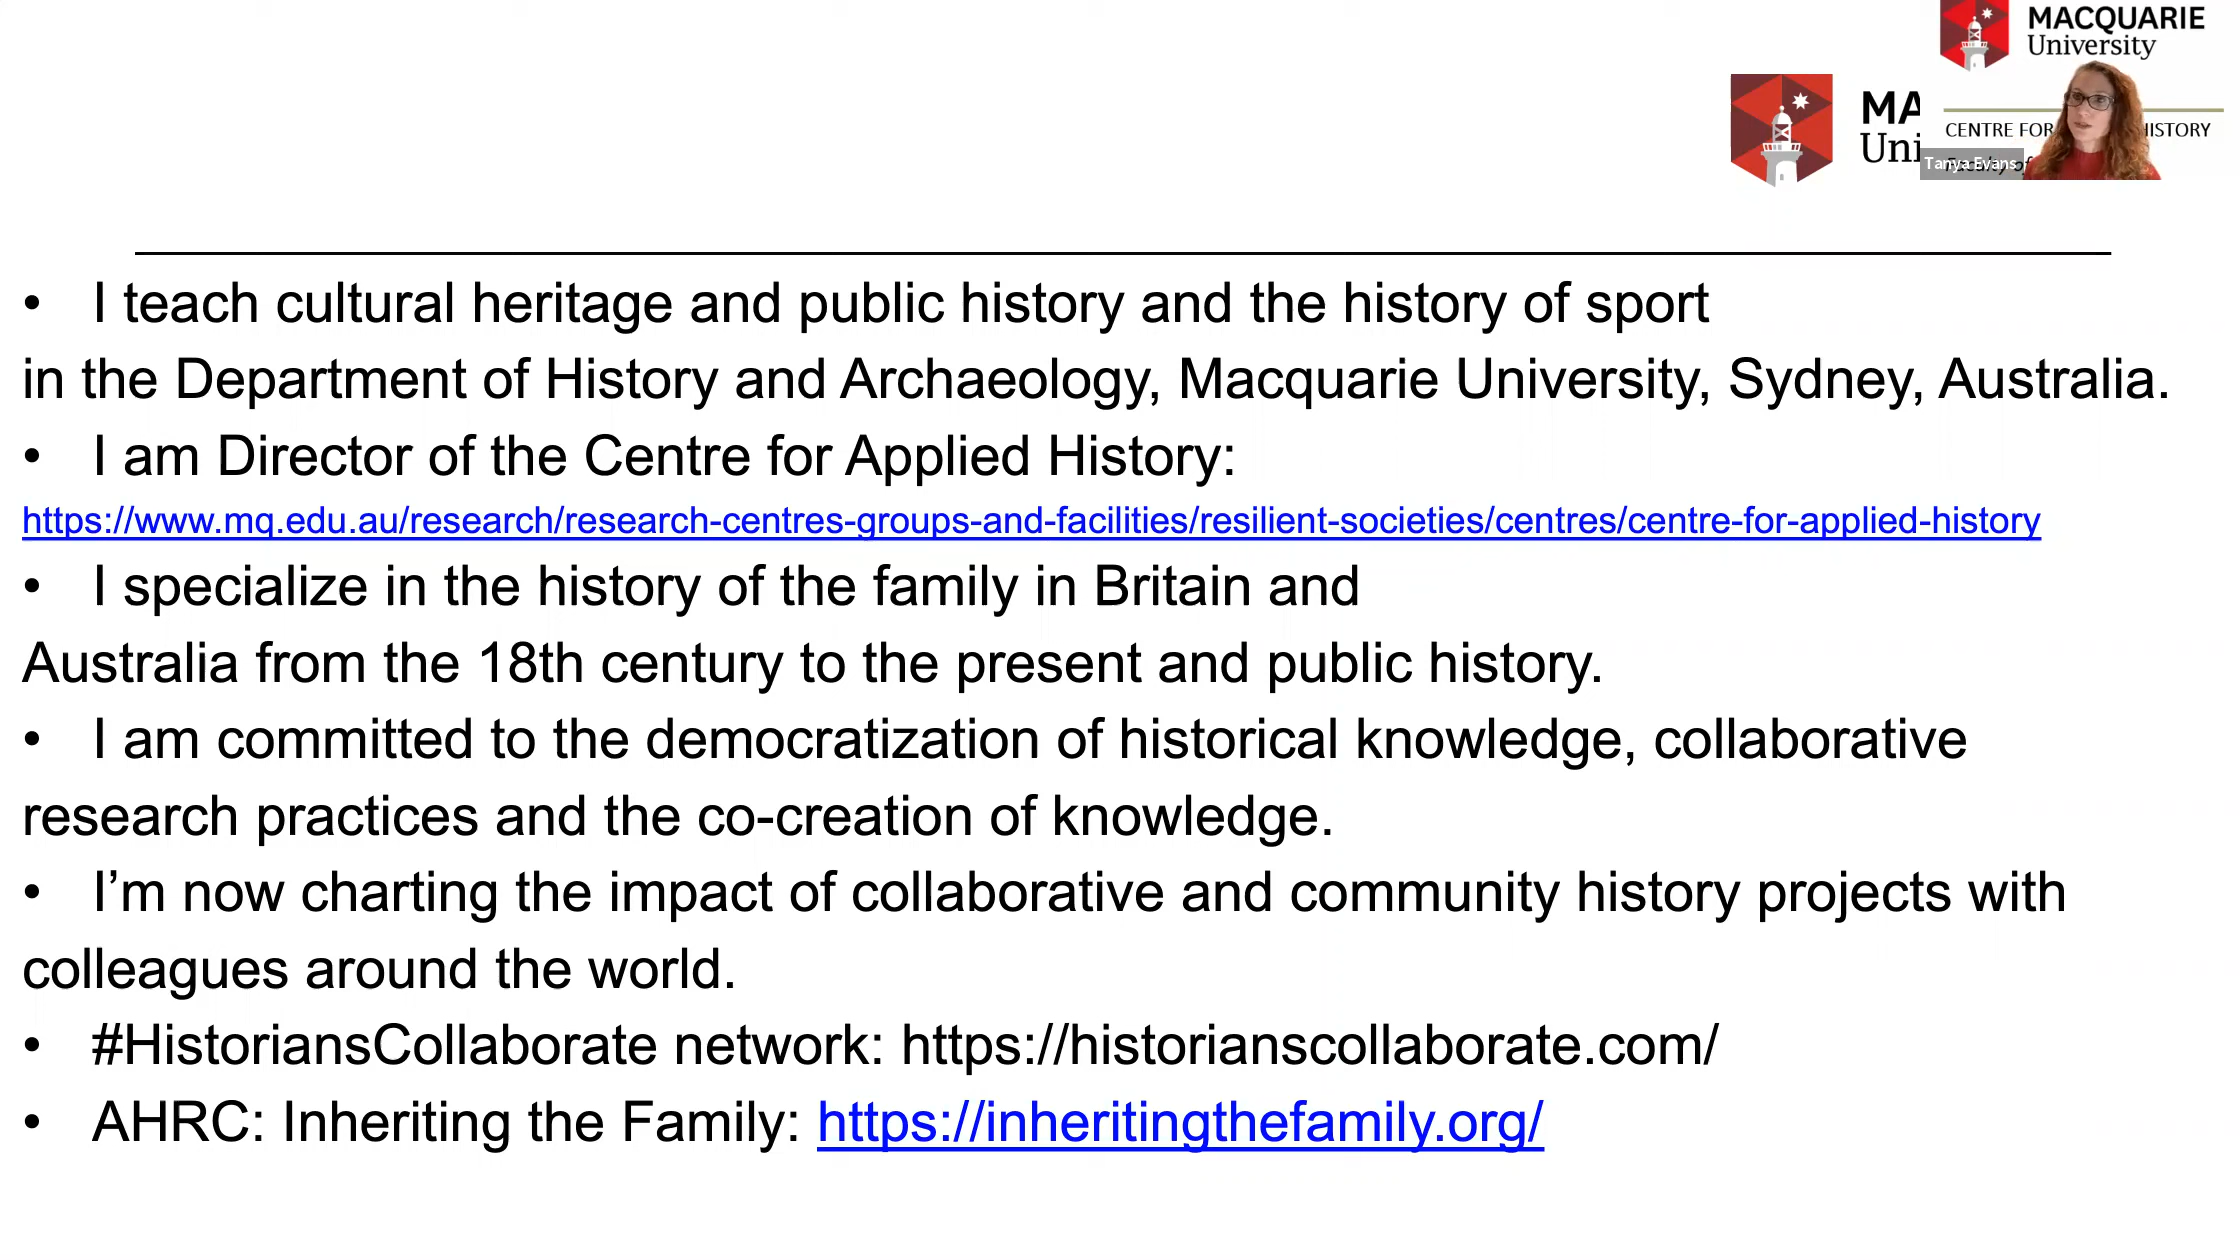 MACQUARIE
University
MA
Uni
CENTRE FOR HISTORY
Tanya Evans
• I teach cultural heritage and public history and the history of sport
in the Department of History and Archaeology, Macquarie University, Sydney, Australia.
• I am Director of the Centre for Applied History:
https://www.mq.edu.au/research/research-centres-groups-and-facilities/resilient-societies/centres/centre-for-applied-history
• I specialize in the history of the family in Britain and
Australia from the 18th century to the present and public history.
• I am committed to the democratization of historical knowledge, collaborative
research practices and the co-creation of knowledge.
• I’m now charting the impact of collaborative and community history projects with
colleagues around the world.
• #HistoriansCollaborate network: https://historianscollaborate.com/
• AHRC: Inheriting the Family: https://inheritingthefamily.org/